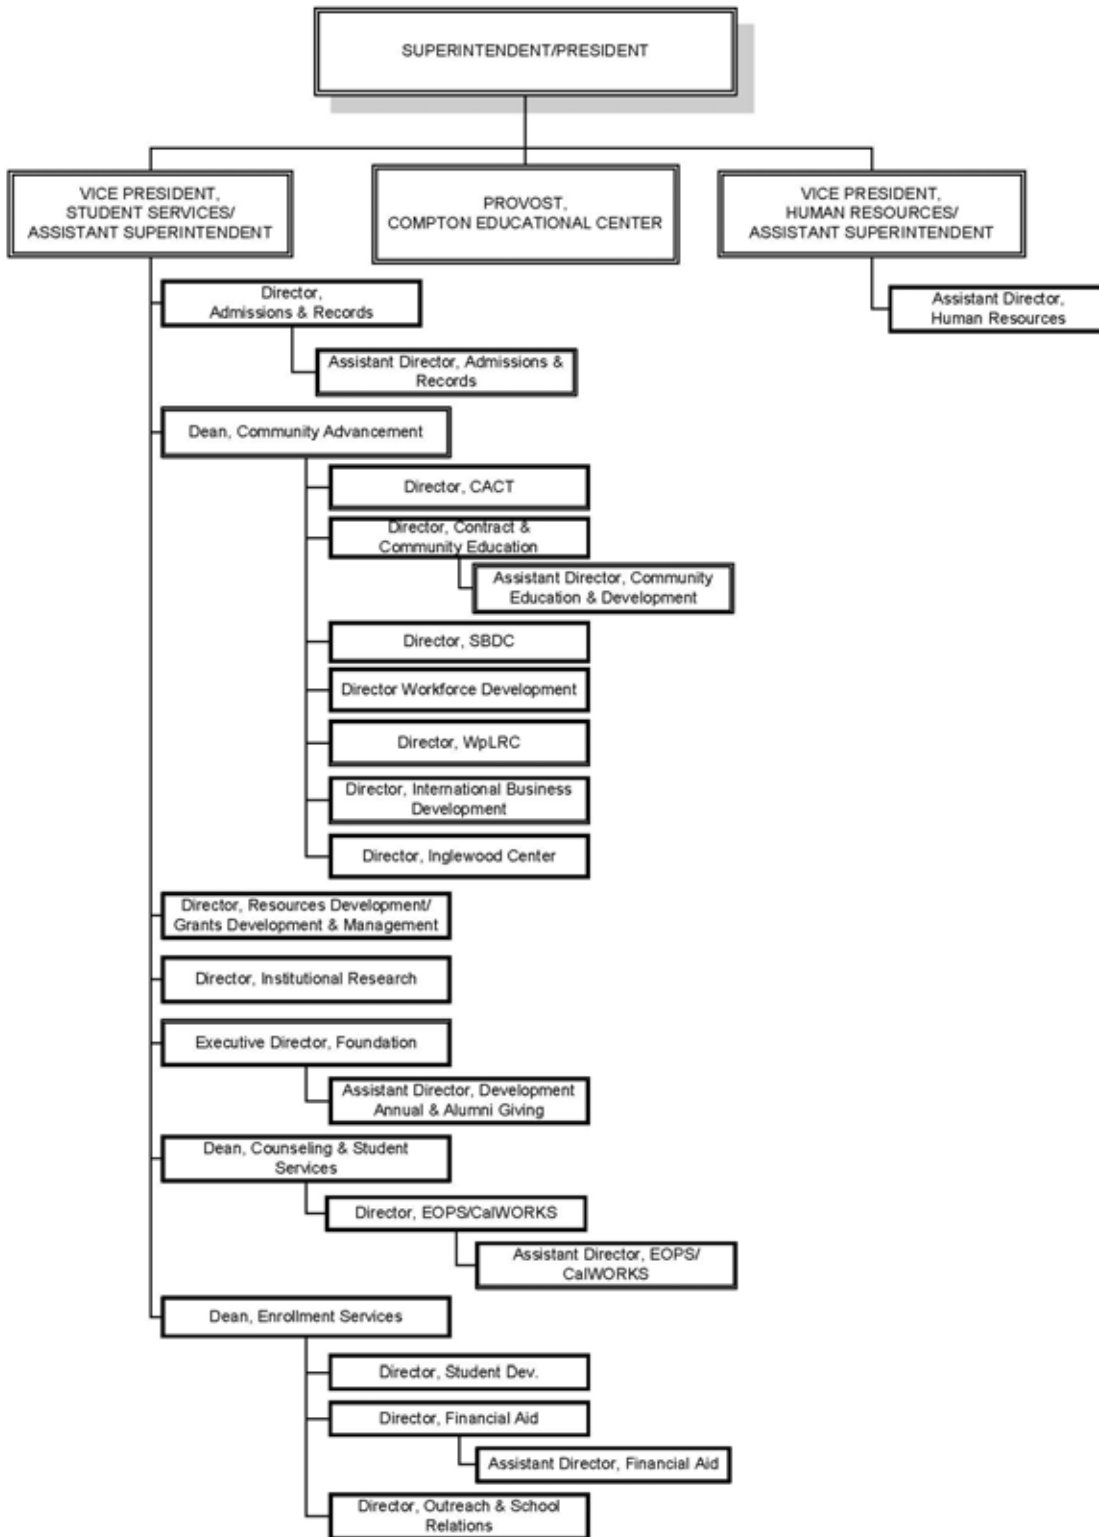 SUPERINTENDENT/PRESIDENT
VICE PRESIDENT,
STUDENT SERVICES/
ASSISTANT SUPERINTENDENT
PROVOST,
COMPTON EDUCATIONAL CENTER
VICE PRESIDENT,
HUMAN RESOURCES/
ASSISTANT SUPERINTENDENT
Director,
Admissions & Records
Assistant Director,
Human Resources
Assistant Director, Admissions &
Records
Dean, Community Advancement
Director, CACT
Director, Contract &
Community Education
Assistant Director, Community
Education & Development
Director, SBDC
Director Workforce Development
Director, WpLRC
Director, International Business
Development
Director, Inglewood Center
Director, Resources Development/
Grants Development & Management
Director, Institutional Research
Executive Director, Foundation
Assistant Director, Development
Annual & Alumni Giving
Dean, Counseling & Student
Services
Director, EOPS/CalWORKS
Assistant Director, EOPS/
CalWORKS
Dean, Enrollment Services
Director, Student Dev.
Director, Financial Aid
Assistant Director, Financial Aid
Director, Outreach & School
Relations